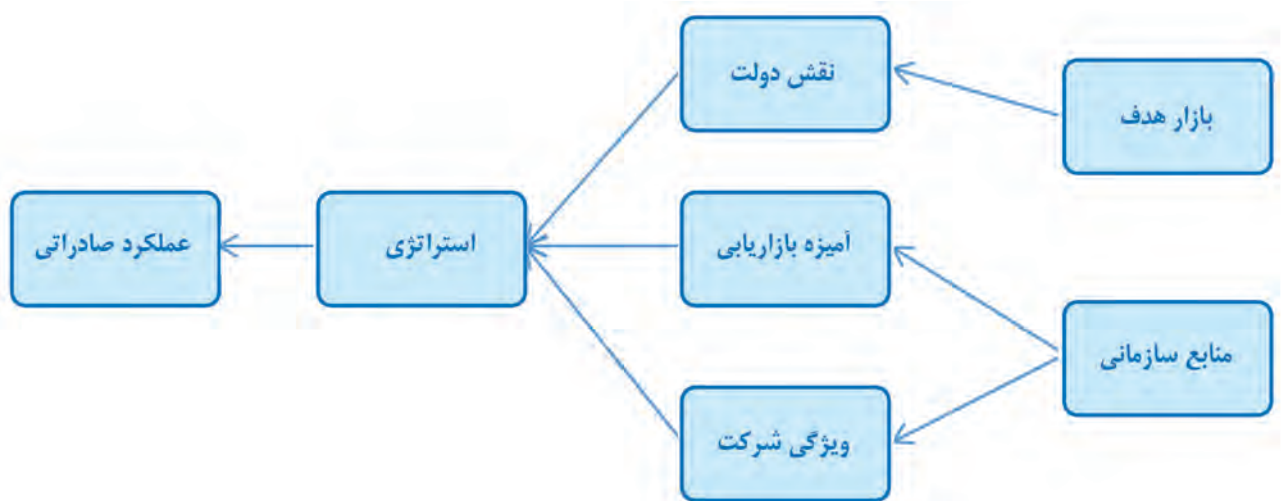 بازار هدف
منابع سازمانی
نقش دولت
آمیزه بازاریابی
ویژگی شرکت
استراتژی
عملکرد صادراتی